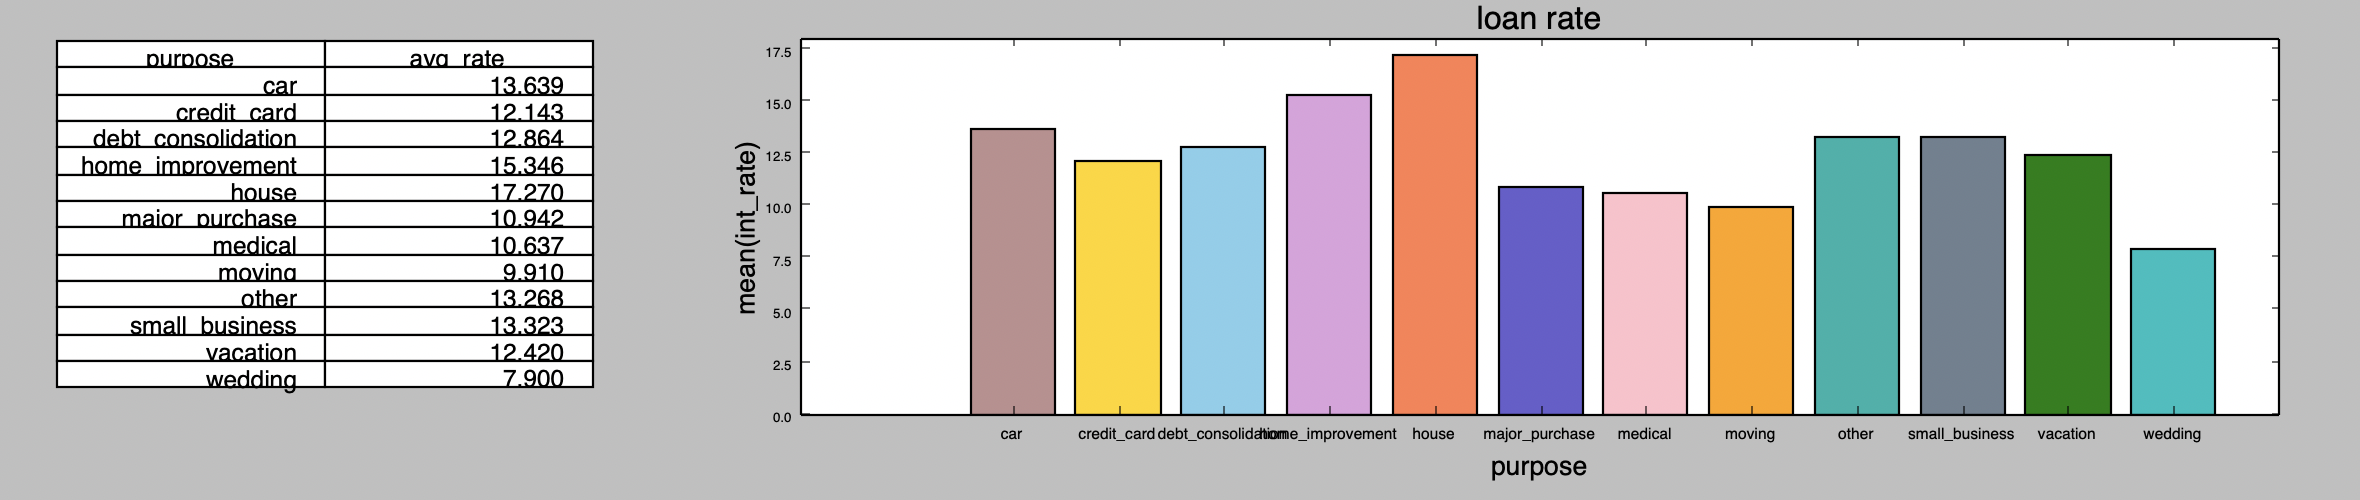 purpose avg_rate
car 13.639
credit_card 12.143
debt_consolidation 12.864
home_improvement 15.346
house 17.270
major_purchase 10.942
medical 10.637
moving 9.910
other 13.268
small_business 13.323
vacation 12.420
wedding 7.900
loan rate
mean(int_rate)
17.5
15.0
12.5
10.0
7.5
5.0
2.5
0.0
car credit_card debt_consolidation home_improvement house major_purchase medical moving other small_business vacation wedding
purpose